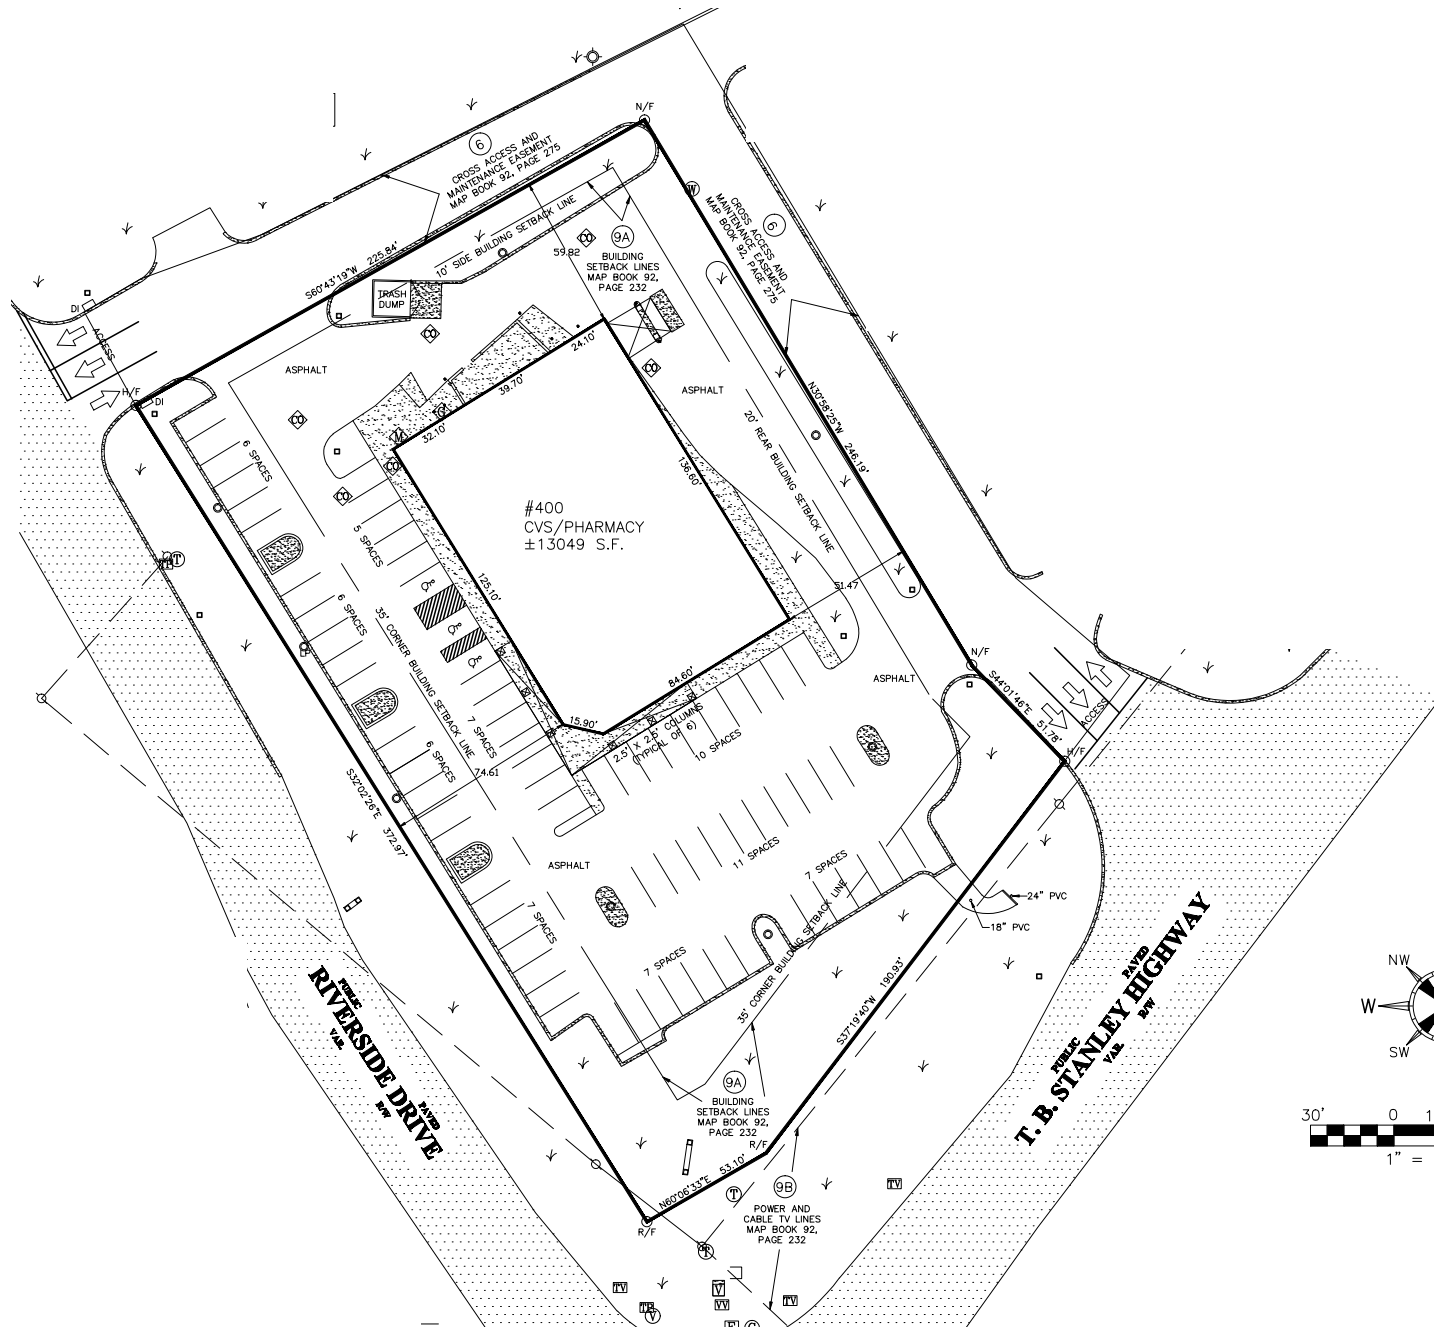 N/F
6
CROSS ACCESS AND
MAINTENANCE EASEMENT
MAP BOOK 92, PAGE 275
W
6
CROSS ACCESS AND
MAINTENANCE EASEMENT
MAP BOOK 92, PAGE 275
S60°43'19"W 225.84'
10' SIDE BUILDING SETBACK LINE
59.82
CO
9A
BUILDING
SETBACK LINES
MAP BOOK 92,
PAGE 232
TRASH
DUMP
DI
ACCESS
H/F
DI
CO
ASPHALT
24.10'
39.70'
32.10'
CO
ASPHALT
CO
G
M
CO
CO
6 SPACES
5 SPACES
N30°58'25"W 246.19'
20' REAR BUILDING SETBACK LINE
136.60'
#400
CVS/PHARMACY
±13049 S.F.
125.10'
T
TP
6 SPACES
35' CORNER BUILDING SETBACK LINE
LP
51.47
N/F
S44°01'46"E 51.78'
ACCESS
H/F
ASPHALT
84.60'
15.90'
2.5' X 2.5' COLUMNS
(TYPICAL OF 6)
10 SPACES
7 SPACES
6 SPACES
74.61
S32°02'26"E 372.97'
ASPHALT
11 SPACES
7 SPACES
7 SPACES
7 SPACES
35' CORNER BUILDING SETBACK LINE
24" PVC
18" PVC
S37°19'40"W 190.93'
PUBLIC PAVED
RIVERSIDE DRIVE
VAR. R/W
PUBLIC PAVED
T. B. STANLEY HIGHWAY
VAR. R/W
NW
W
SW
30' 0
1" =
9A
BUILDING
SETBACK LINES
MAP BOOK 92,
PAGE 232
R/F
N60°06'33"E 53.10'
R/F
T
9B
POWER AND
CABLE TV LINES
MAP BOOK 92,
PAGE 232
TV
T
TV
V
TV
TP
V
VV